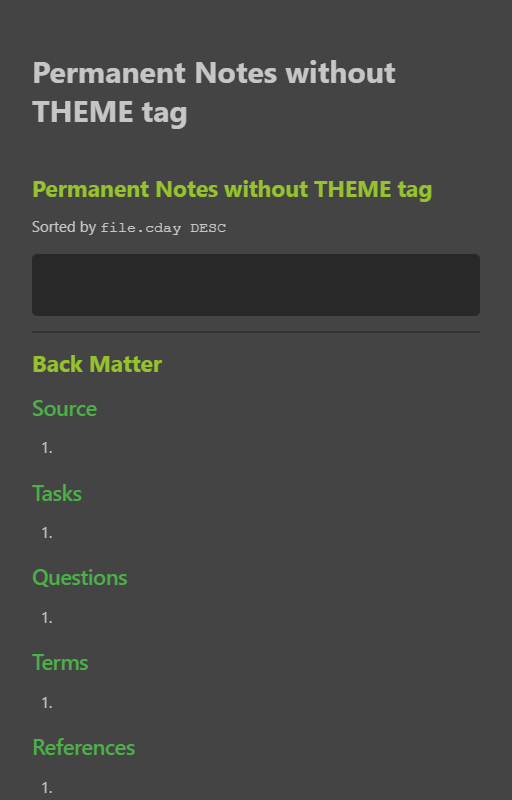 Permanent Notes without
THEME tag
Permanent Notes without THEME tag
Sorted by file.cday DESC
Back Matter
Source
1.
Tasks
1.
Questions
1.
Terms
1.
References
1.